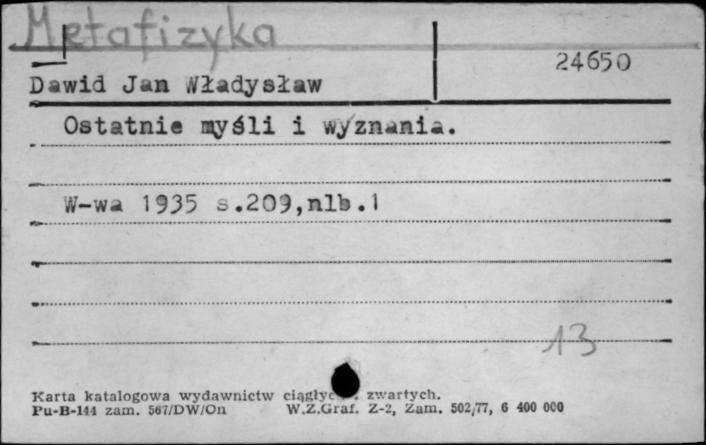 Metafizyka
24650
Dawid Jan Władysław
Ostatnie myśli i wyznania.
W-wa 1935 s.209,nlb.1
13
Karta katalogowa wydawnictw zwartych.
Pu-B-144 zam. 567/DW/On W.Z.Graf. Z-2, Zam. 502/77, 6 400 000